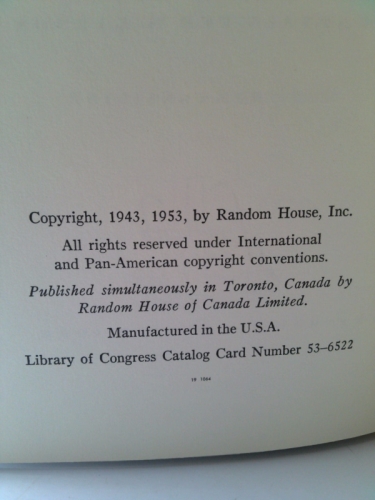 Copyright, 1943, 1953, by Random House, Inc.
All rights reserved under International
and Pan-American copyright conventions.
Published simultaneously in Toronto, Canada by
Random House of Canada Limited.
Manufactured in the U.S.A.
Library of Congress Catalog Card Number 53–6522